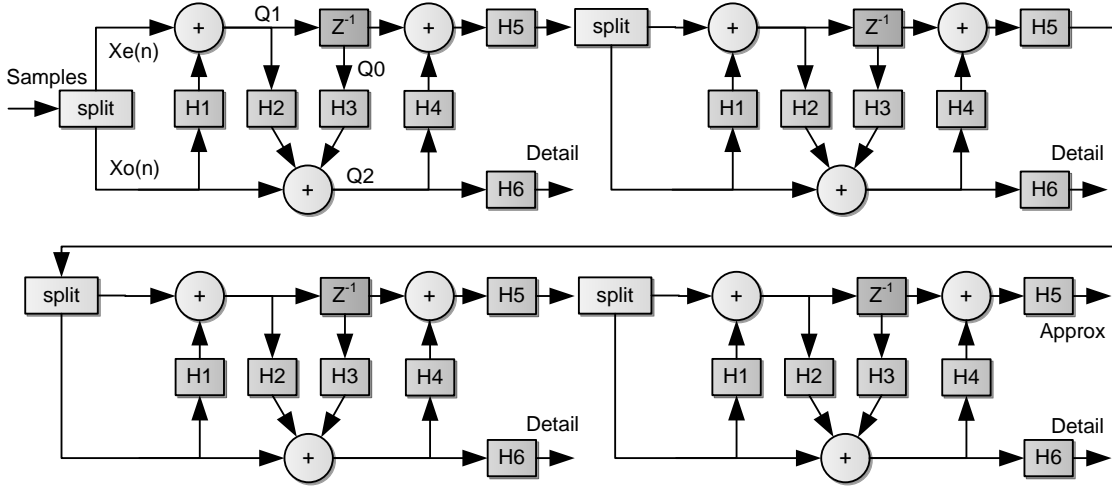 Samples
split
Xe(n)
Xo(n)
+
Q1
Z-1
+
H5
Q0
H1
H2
H3
H4
+
Q2
Detail
H6
split
+
Z-1
+
H5
H1
H2
H3
H4
+
Detail
H6
split
+
Z-1
+
H5
H1
H2
H3
H4
+
Detail
H6
split
+
Z-1
+
H5
Approx
H1
H2
H3
H4
+
Detail
H6